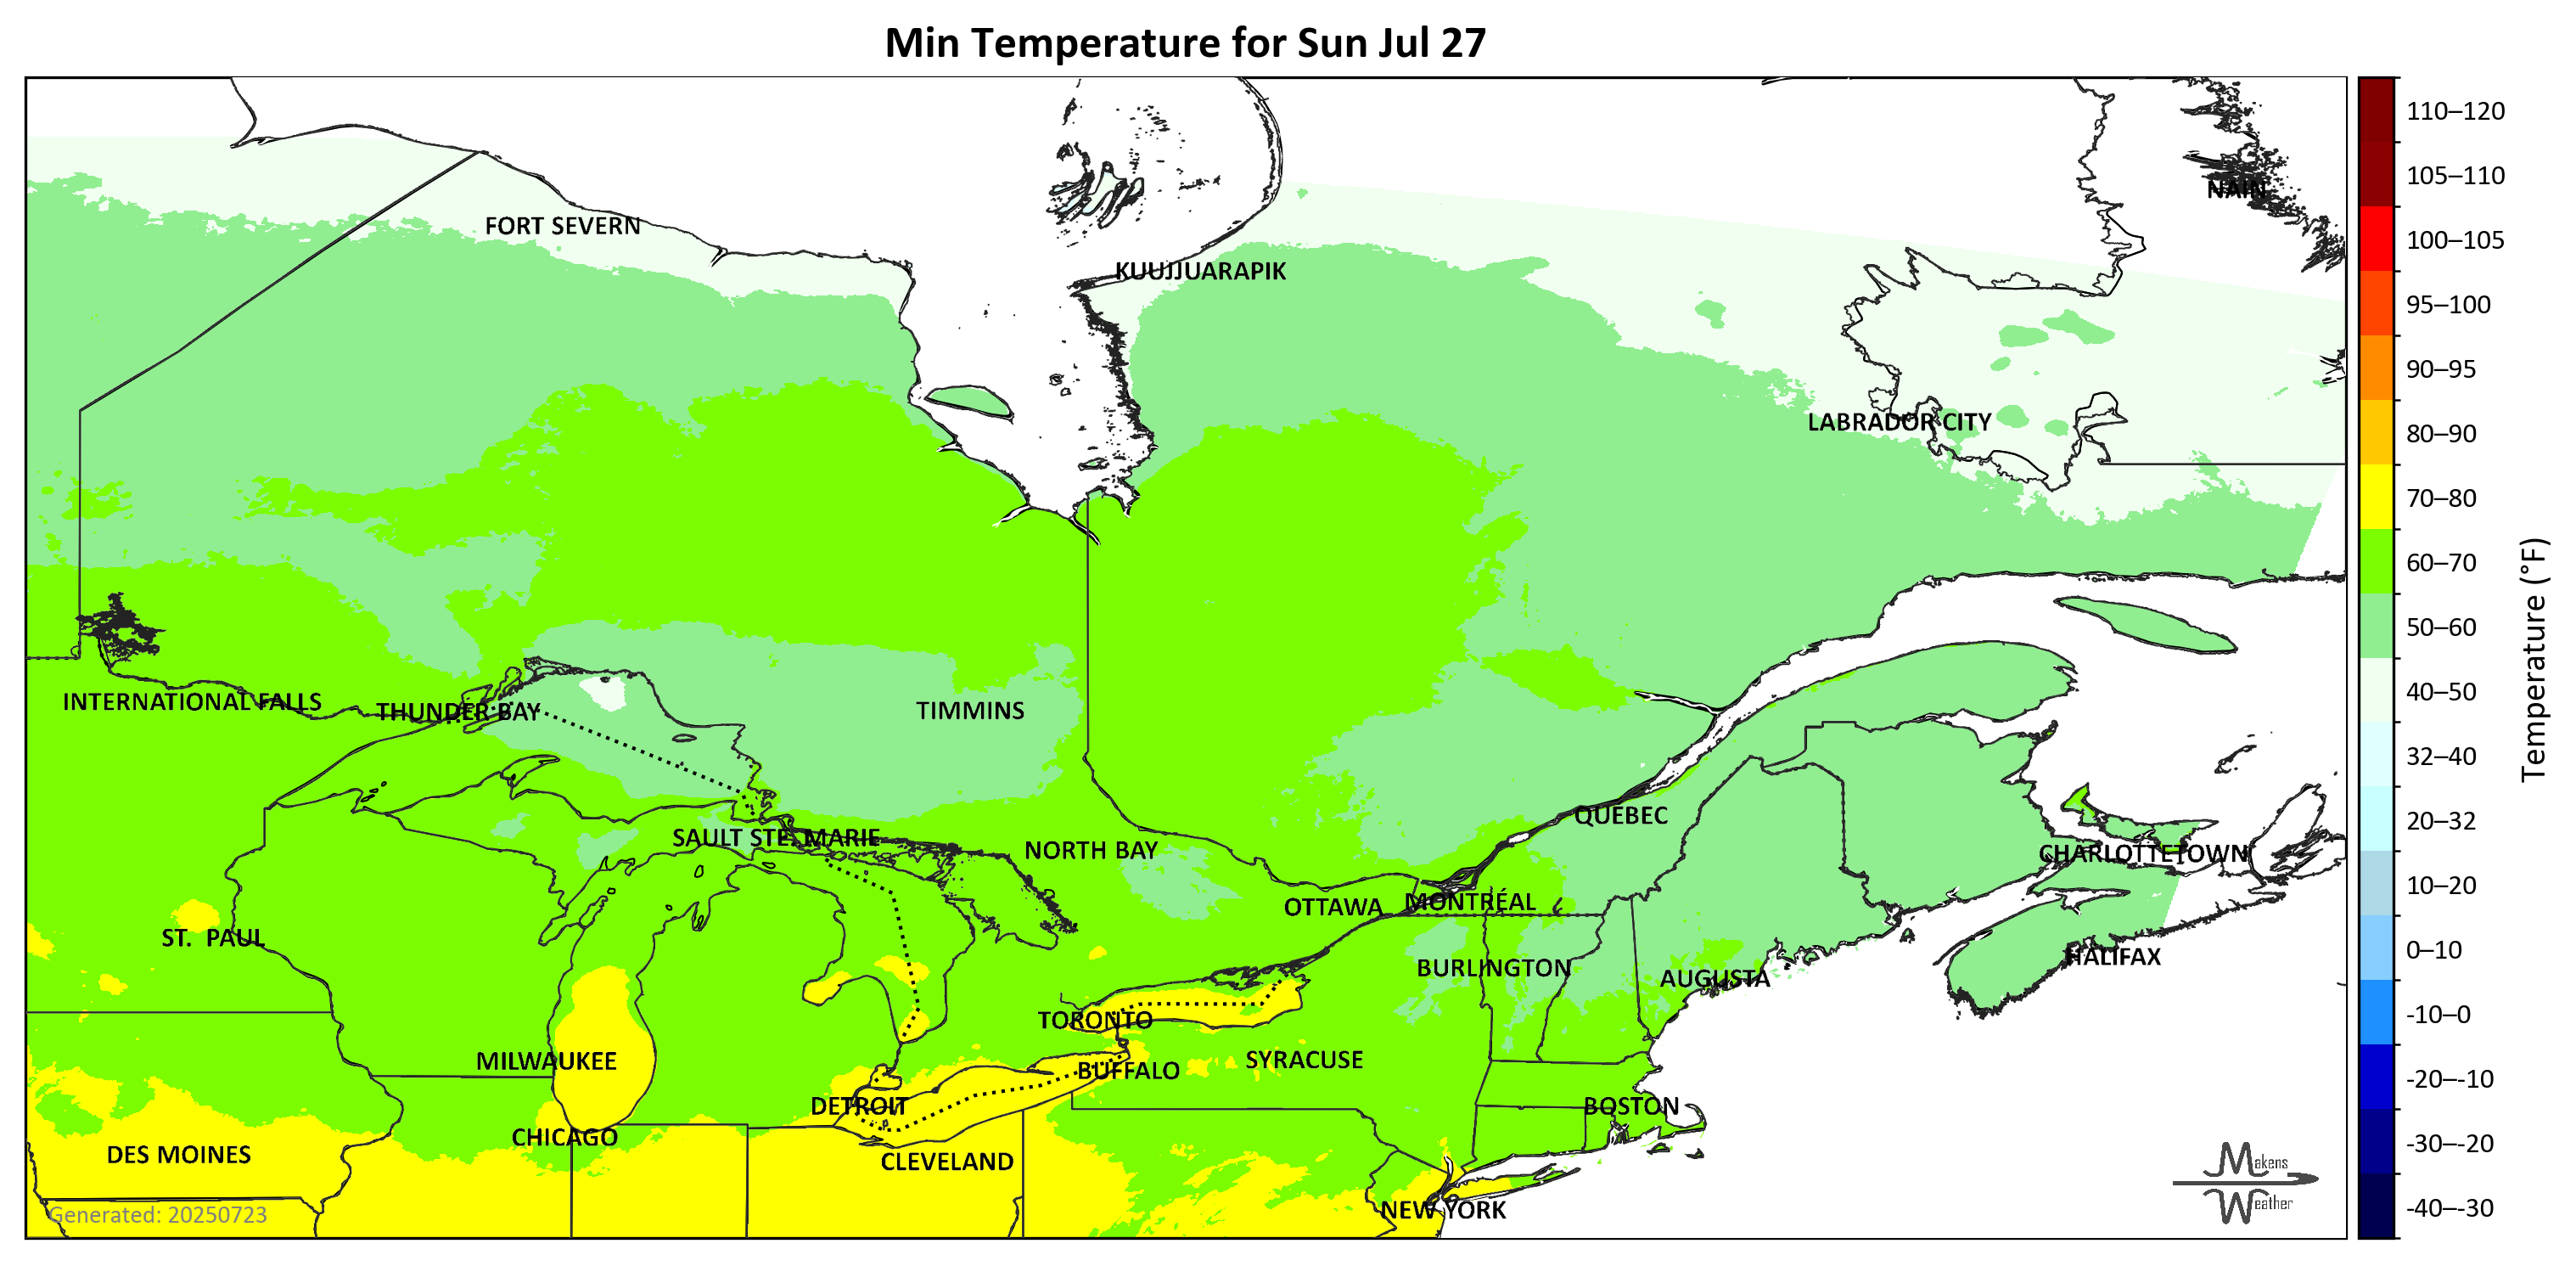 Min Temperature for Sun Jul 27
110–120
105–110
NAIN
FORT SEVERN
100–105
KUUJJUARAPIK
95–100
90–95
LABRADOR CITY
80–90
70–80
60–70
Temperature (°F)
50–60
40–50
INTERNATIONAL FALLS
THUNDER BAY
TIMMINS
32–40
QUÉBEC
20–32
SAULT STE. MARIE
NORTH BAY
CHARLOTTETOWN
10–20
OTTAWA
MONTRÉAL
ST. PAUL
0–10
HALIFAX
BURLINGTON
AUGUSTA
-10–0
TORONTO
MILWAUKEE
SYRACUSE
BUFFALO
-20–-10
DETROIT
BOSTON
CHICAGO
-30–-20
DES MOINES
CLEVELAND
Makens
Weather
-40–-30
NEW YORK
Generated: 20250723